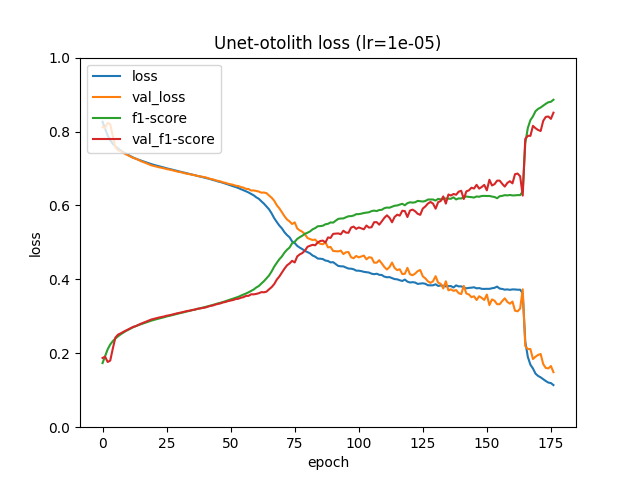 Unet-otolith loss (lr=1e-05)
loss
val_loss
f1-score
val_f1-score
1.0
0.8
0.6
0.4
0.2
0.0
loss
0 25 50 75 100 125 150 175
epoch